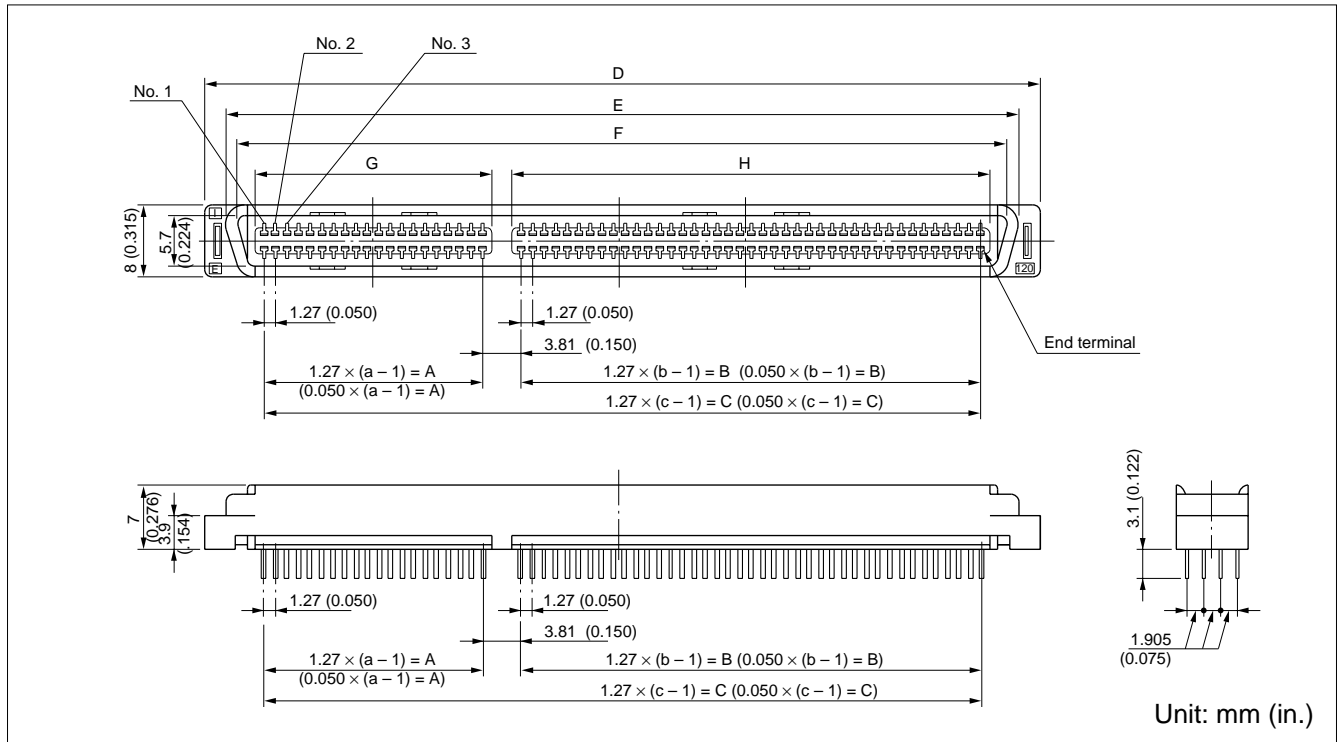 No. 2
No. 3
D
No. 1
E
F
G
H
8 (0.315)
5.7
(0.224)
E
120
1.27 (0.050)
1.27 (0.050)
3.81 (0.150)
End terminal
1.27 × (a – 1) = A
(0.050 × (a – 1) = A)
1.27 × (b – 1) = B (0.050 × (b – 1) = B)
1.27 × (c – 1) = C (0.050 × (c – 1) = C)
7
(0.276)
3.9
(.154)
3.1 (0.122)
1.27 (0.050)
1.27 (0.050)
3.81 (0.150)
1.27 × (a – 1) = A
(0.050 × (a – 1) = A)
1.27 × (b – 1) = B (0.050 × (b – 1) = B)
1.27 × (c – 1) = C (0.050 × (c – 1) = C)
1.905
(0.075)
Unit: mm (in.)